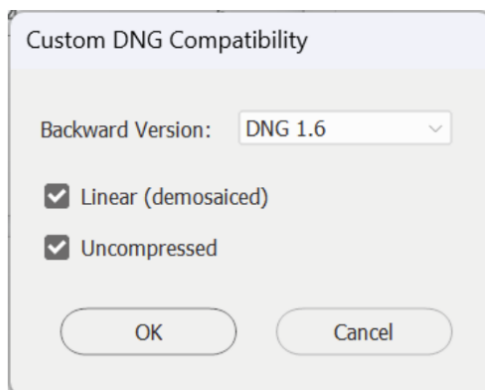 Custom DNG Compatibility
Backward Version: DNG 1.6
Linear (demosaiced)
Uncompressed
OK Cancel